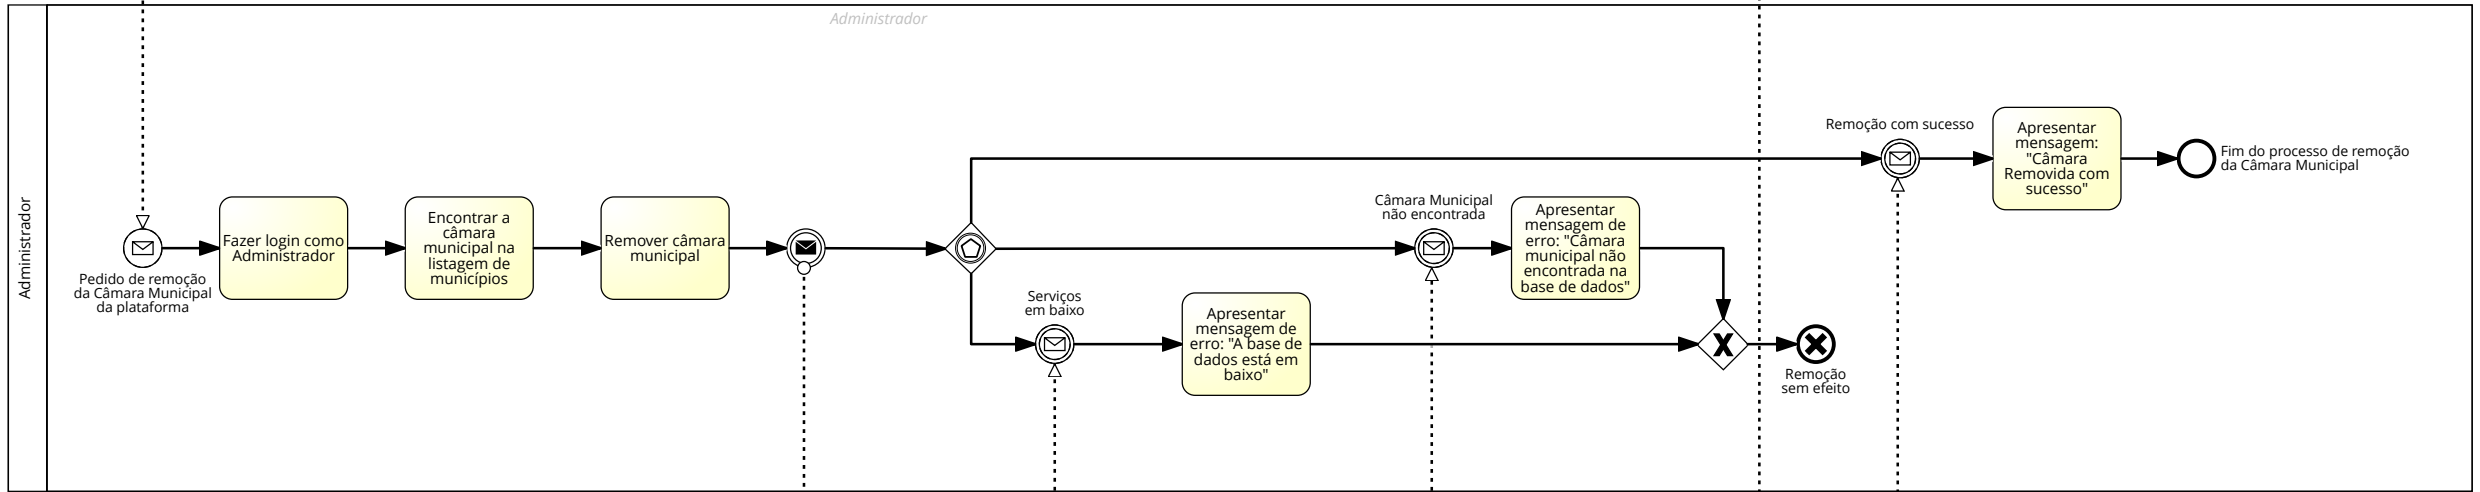 Administrador
Administrador
Pedido de remoção
da Câmara Municipal
da plataforma
Fazer login como
Administrador
Encontrar a
câmara
municipal na
listagem de
municípios
Remover câmara
municipal
Serviços
em baixo
Apresentar
mensagem de
erro: "A base de
dados está em
baixo"
Câmara Municipal
não encontrada
Apresentar
mensagem de
erro: "Câmara
municipal não
encontrada na
base de dados"
Remoção
sem efeito
Remoção com sucesso
Apresentar
mensagem:
"Câmara
Removida com
sucesso"
Fim do processo de remoção
da Câmara Municipal